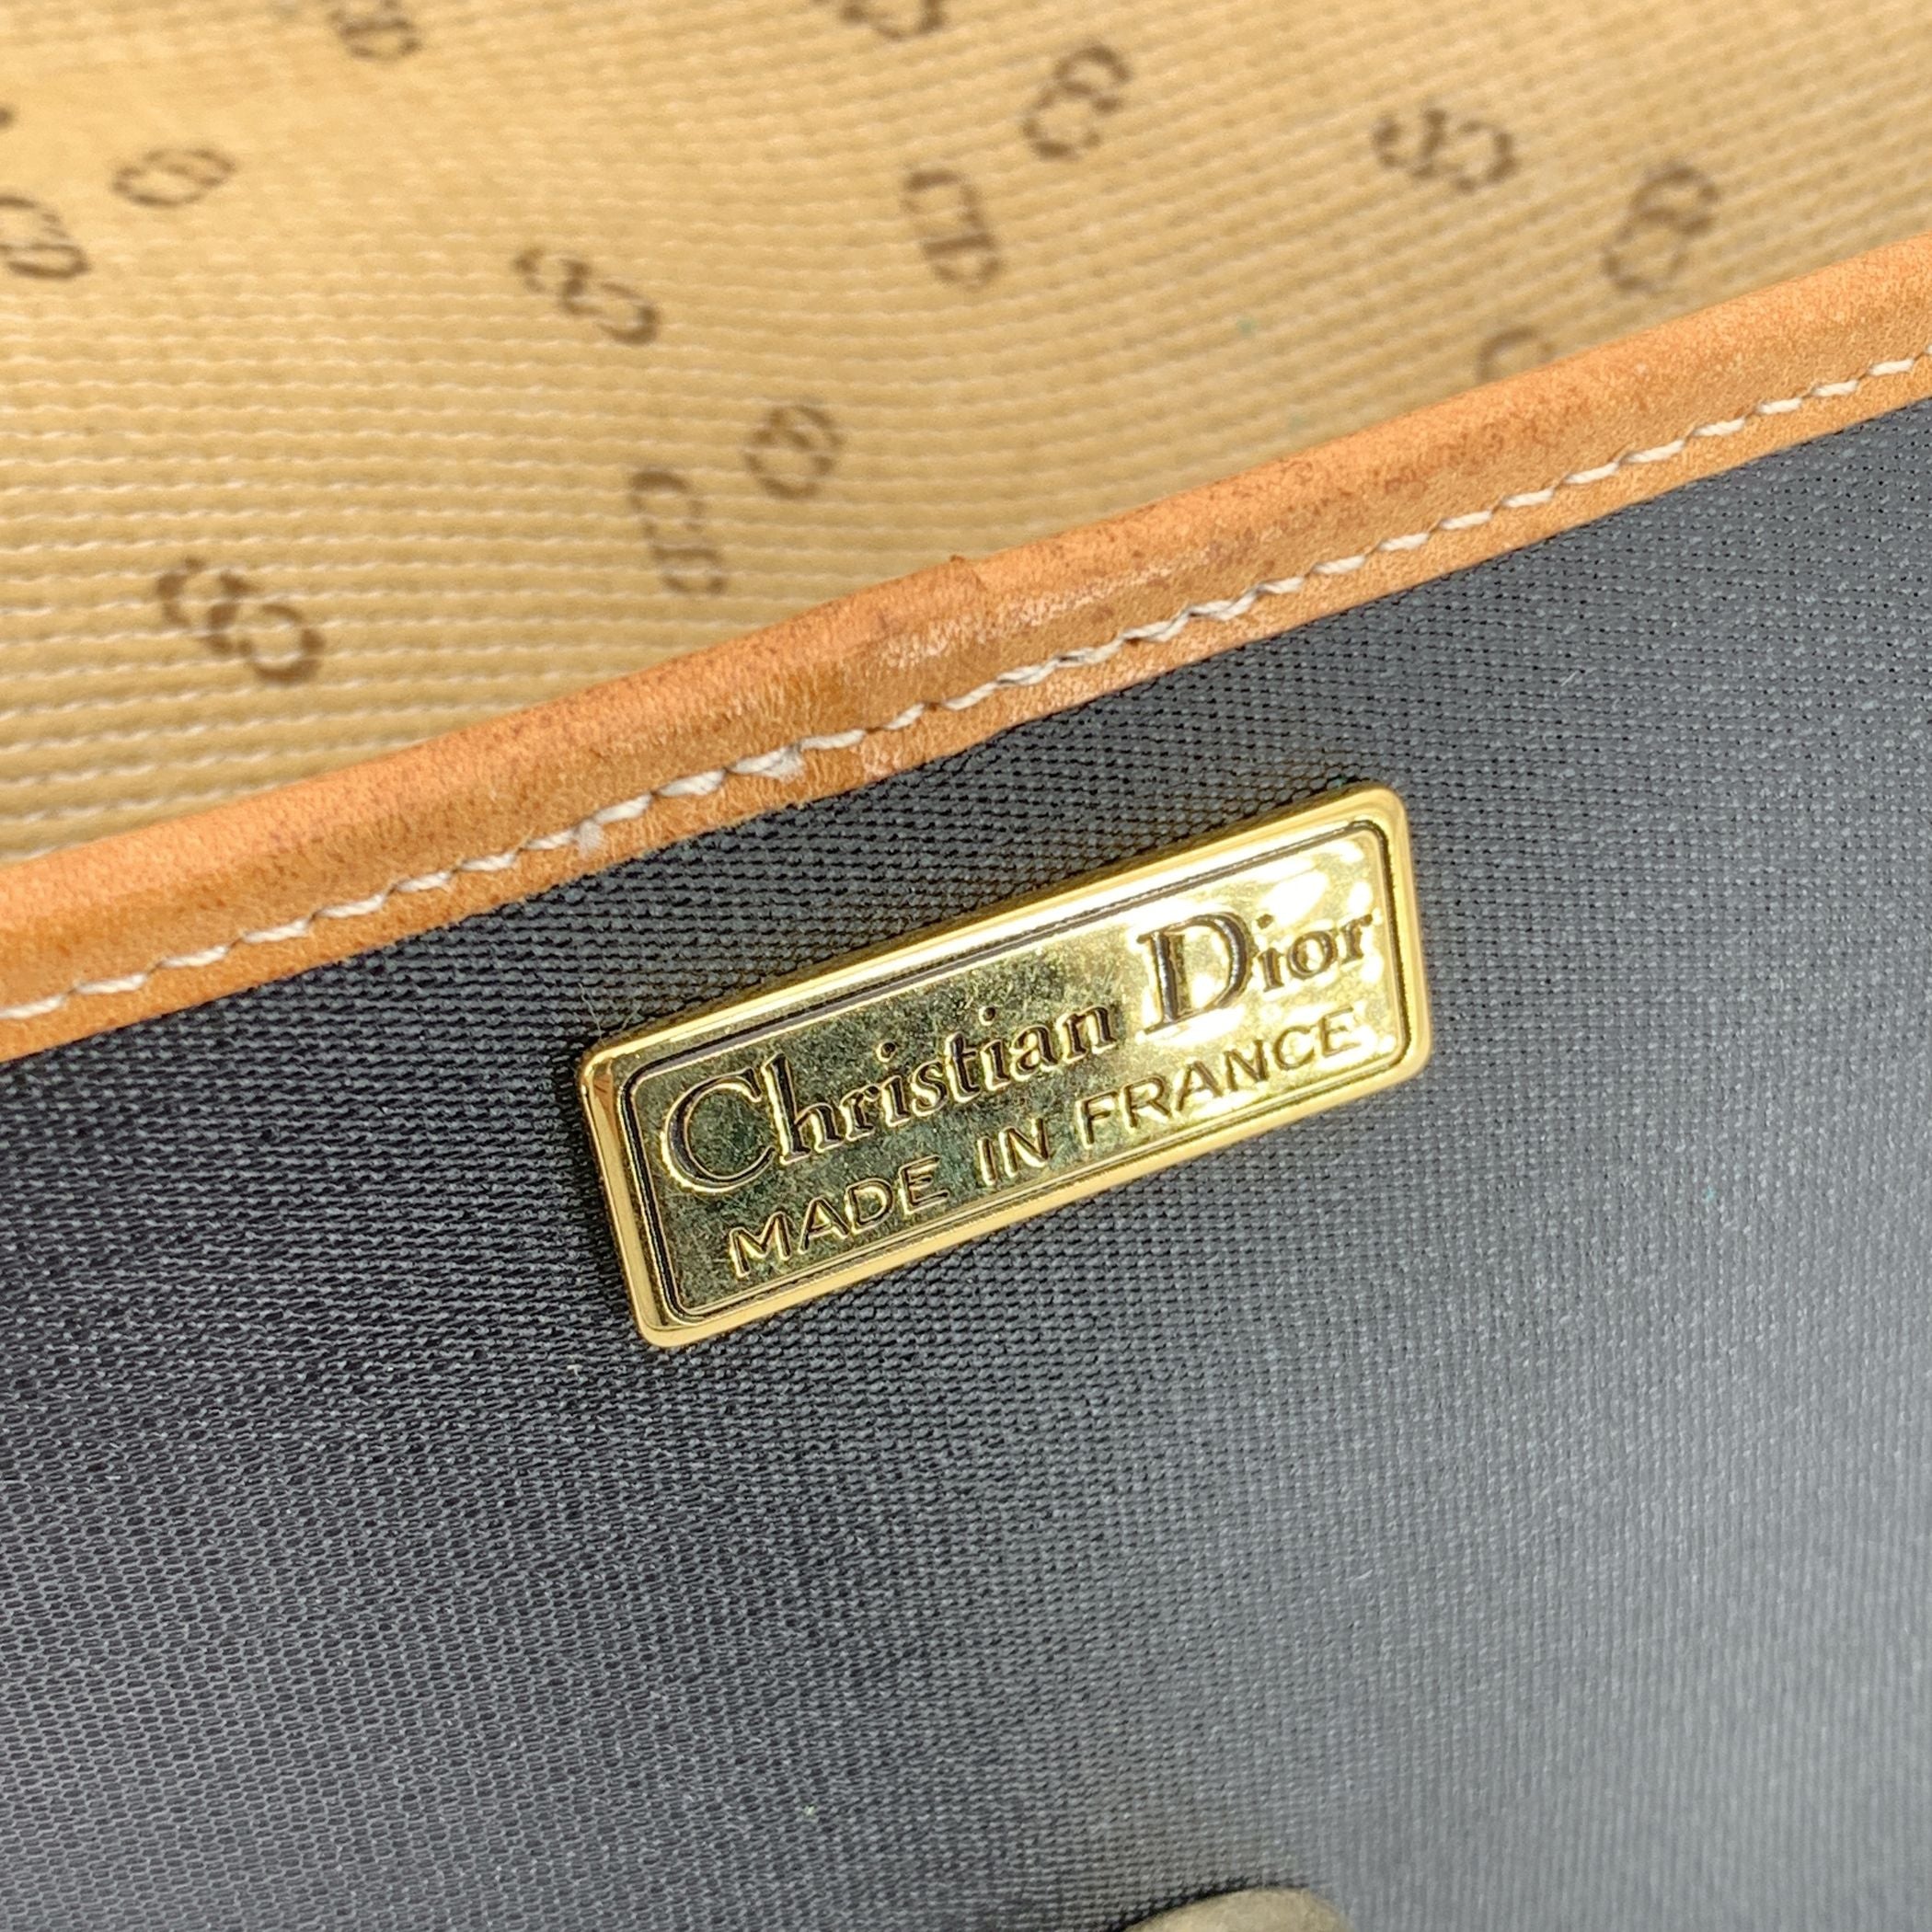 Christian Dior
MADE IN FRANCE